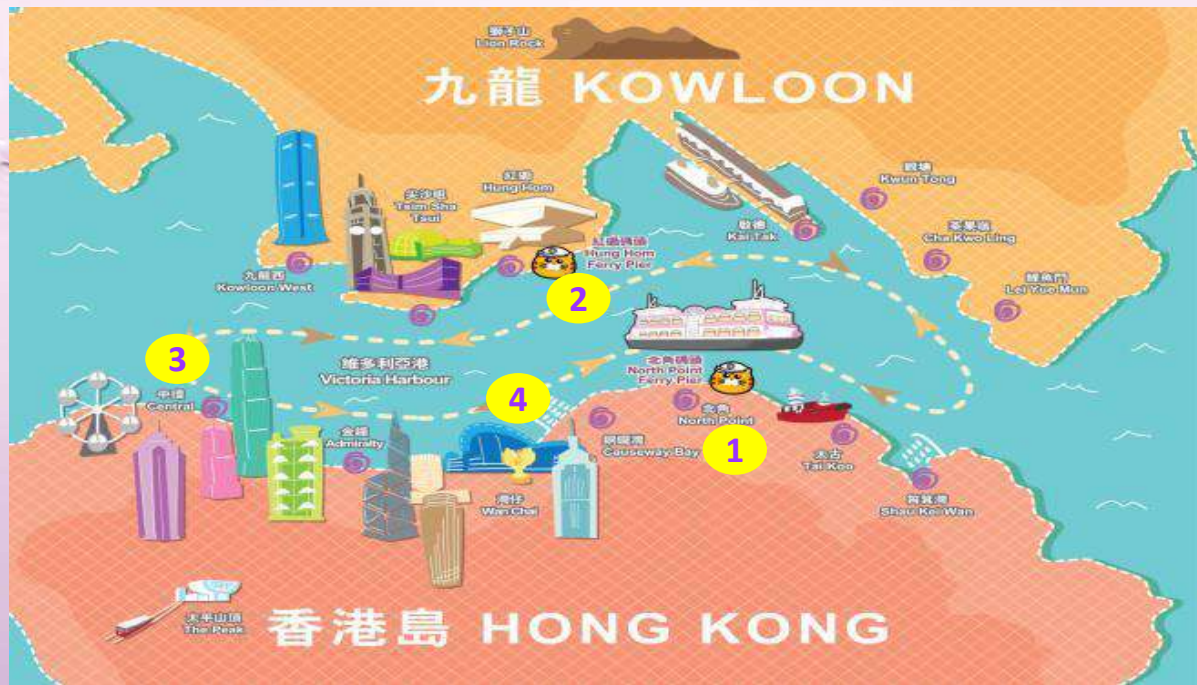 獅子山
Lion Rock
九龍 KOWLOON
紅磡
Hung Hom
尖沙咀
Tsim Sha
Tsui
觀塘
Kwun Tong
茶果嶺
Cha Kwo Ling
啟德
Kai Tak
紅磡碼頭
Hung Hom
Ferry Pier
九龍西
Kowloon West
鯉魚門
Lei Yue Mun
2
3
維多利亞港
Victoria Harbour
北角碼頭
North Point
Ferry Pier
中環
Central
4
北角
North Point
金鐘
Admiralty
銅鑼灣
Causeway Bay
1
太古
Tai Koo
灣仔
Wan Chai
筲箕灣
Shau Kei Wan
太平山頂
The Peak
香港島 HONG KONG